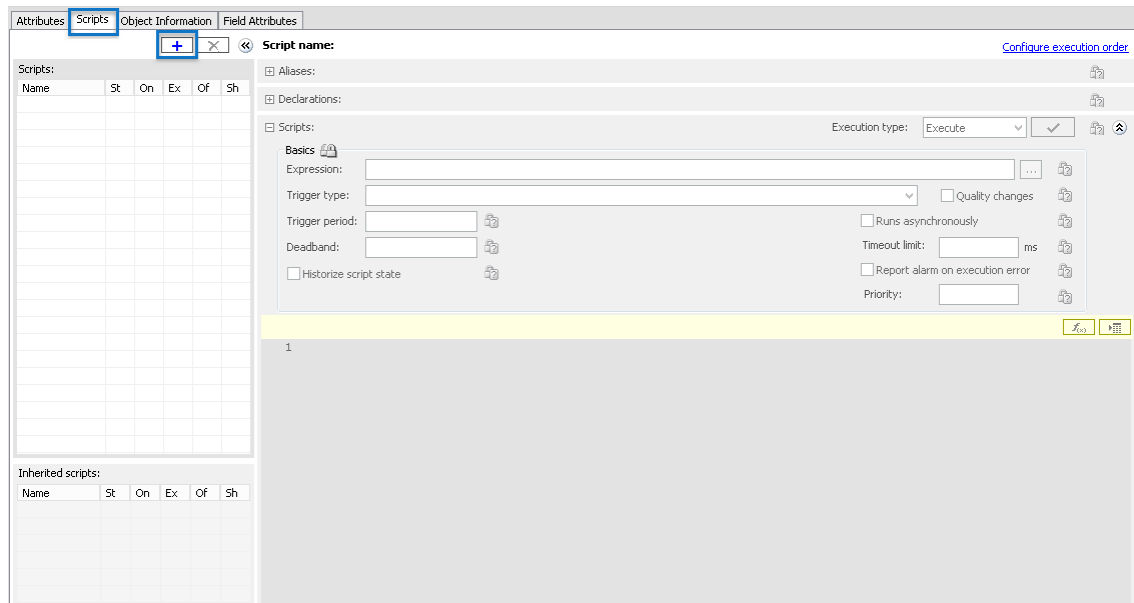 Attributes Scripts Object Information Field Attributes
Script name:
Configure execution order
Scripts:
Name St On Ex Of Sh
Aliases:
Declarations:
Scripts:
Execution type: Execute
Basics
Expression:
...
Trigger type:
Quality changes
Trigger period:
Runs asynchronously
Deadband:
Timeout limit: ms
Historize script state
Report alarm on execution error
Priority:
f(x)
1
Inherited scripts:
Name St On Ex Of Sh